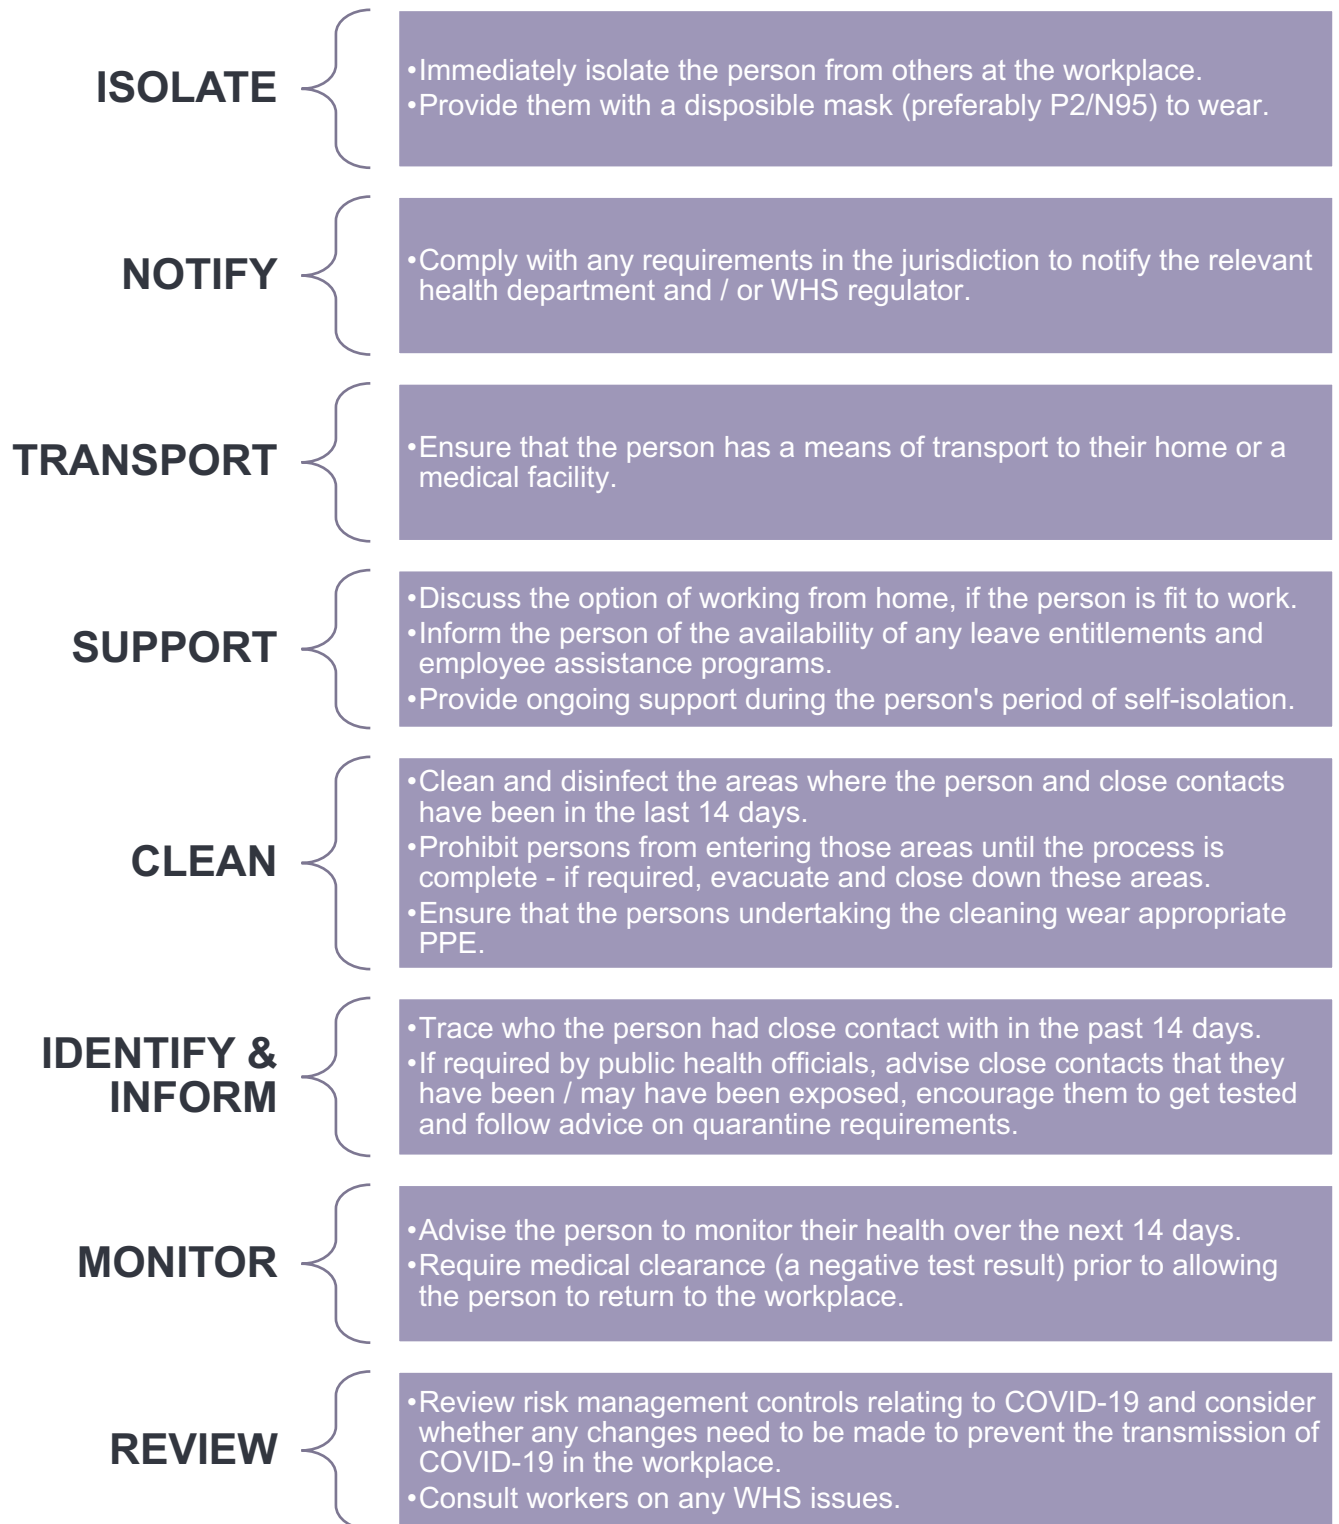 ISOLATE
•Immediately isolate the person from others at the workplace.
•Provide them with a disposible mask (preferably P2/N95) to wear.
NOTIFY
•Comply with any requirements in the jurisdiction to notify the relevant
health department and / or WHS regulator.
TRANSPORT
•Ensure that the person has a means of transport to their home or a
medical facility.
SUPPORT
•Discuss the option of working from home, if the person is fit to work.
•Inform the person of the availability of any leave entitlements and
employee assistance programs.
•Provide ongoing support during the person's period of self-isolation.
CLEAN
•Clean and disinfect the areas where the person and close contacts
have been in the last 14 days.
•Prohibit persons from entering those areas until the process is
complete - if required, evacuate and close down these areas.
•Ensure that the persons undertaking the cleaning wear appropriate
PPE.
IDENTIFY &
INFORM
•Trace who the person had close contact with in the past 14 days.
•If required by public health officials, advise close contacts that they
have been / may have been exposed, encourage them to get tested
and follow advice on quarantine requirements.
MONITOR
•Advise the person to monitor their health over the next 14 days.
•Require medical clearance (a negative test result) prior to allowing
the person to return to the workplace.
REVIEW
•Review risk management controls relating to COVID-19 and consider
whether any changes need to be made to prevent the transmission of
COVID-19 in the workplace.
•Consult workers on any WHS issues.